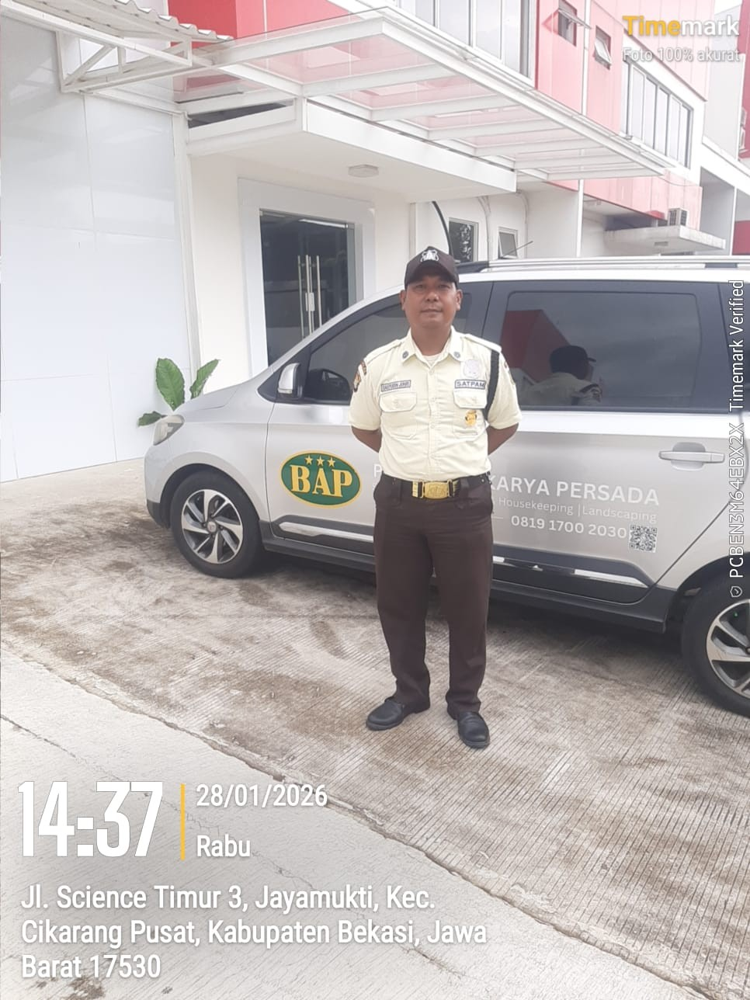 Timemark
Foto 100% akurat
SATPAM
BAP
P
KARYA PERSADA
Housekeeping | Landscaping
0819 1700 2030
PCBEN3M64EBX2X Timemark Verified
14:37
28/01/2026
Rabu
Jl. Science Timur 3, Jayamukti, Kec.
Cikarang Pusat, Kabupaten Bekasi, Jawa
Barat 17530